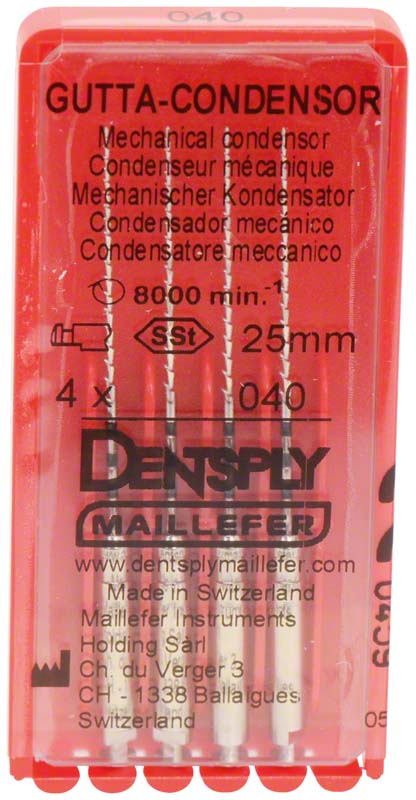 040
GUTTA-CONDENSOR
Mechanical condensor
Condenseur mécanique
Mechanischer Kondensator
Condensador mecánico
Condensatore meccanico
8000 min.-1
SSt 25mm
4 x 040
DENTSPLY
MAILLEFER
www.dentsplymaillefer.com
Made in Switzerland
Maillefer Instruments
Holding Sàrl
Ch. du Verger 3
CH - 1338 Ballaigues
Switzerland
0459
05